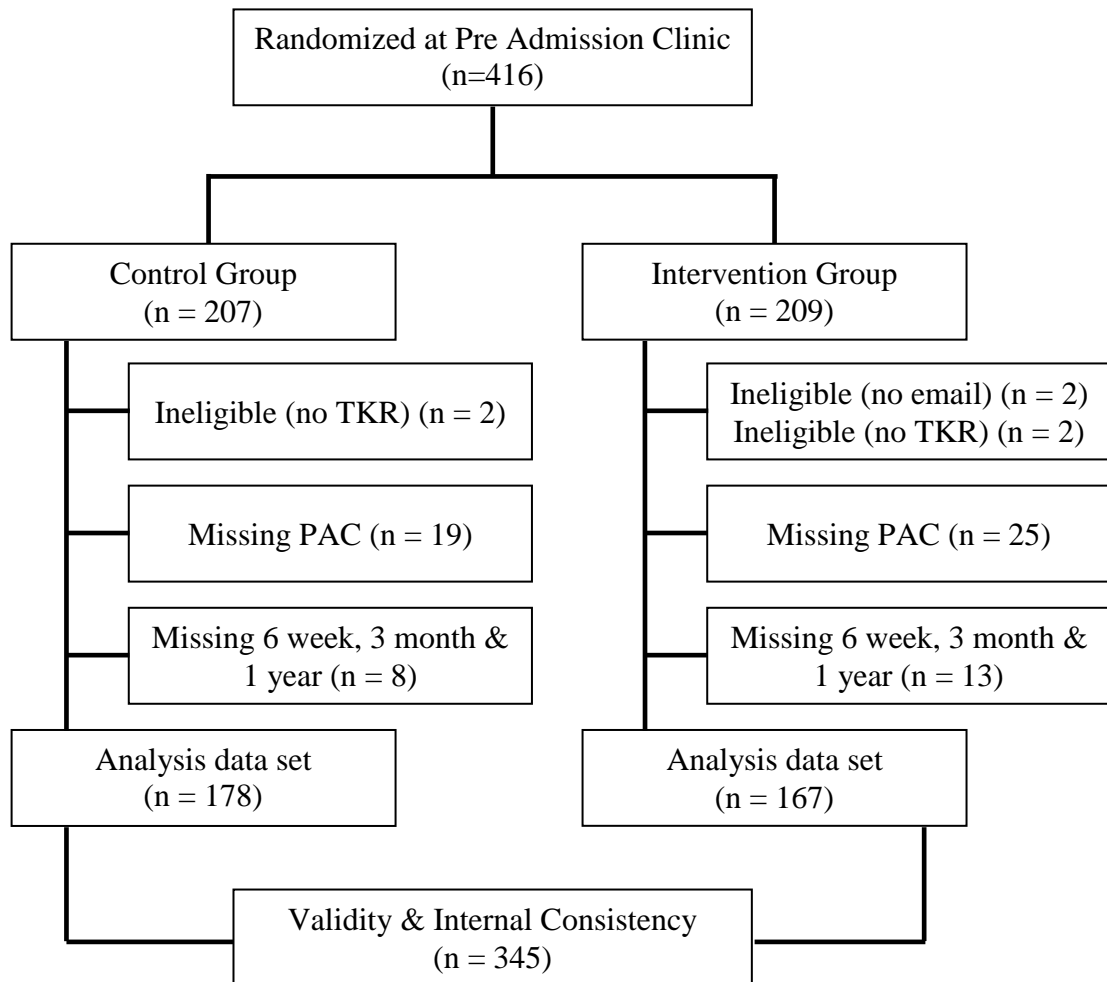 Randomized at Pre Admission Clinic
(n=416)
Control Group
(n = 207)
Intervention Group
(n = 209)
Ineligible (no TKR) (n = 2)
Ineligible (no email) (n = 2)
Ineligible (no TKR) (n = 2)
Missing PAC (n = 19)
Missing PAC (n = 25)
Missing 6 week, 3 month &
1 year (n = 8)
Missing 6 week, 3 month &
1 year (n = 13)
Analysis data set
(n = 178)
Analysis data set
(n = 167)
Validity & Internal Consistency
(n = 345)